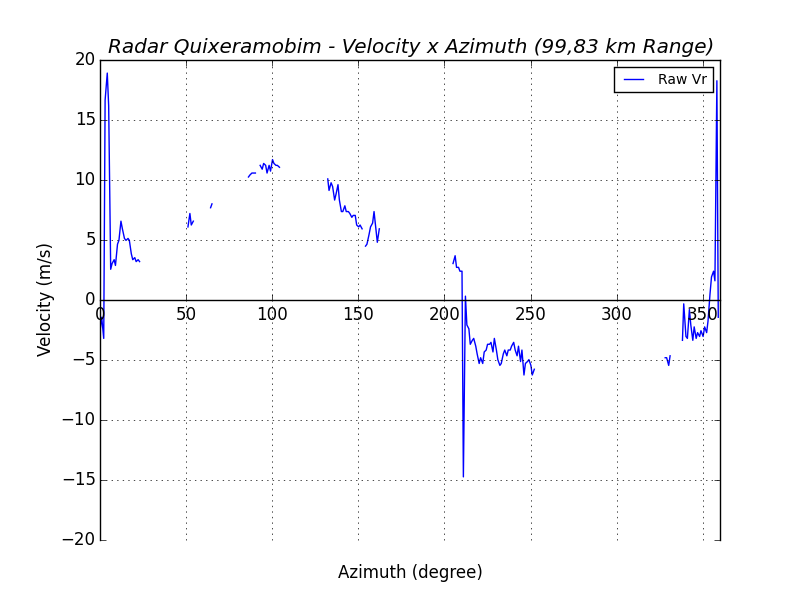 Radar Quixeramobim - Velocity x Azimuth (99,83 km Range)
Raw Vr
20
15
10
5
0
−5
−10
−15
−20
0 50 100 150 200 250 300 350
Velocity (m/s)
Azimuth (degree)